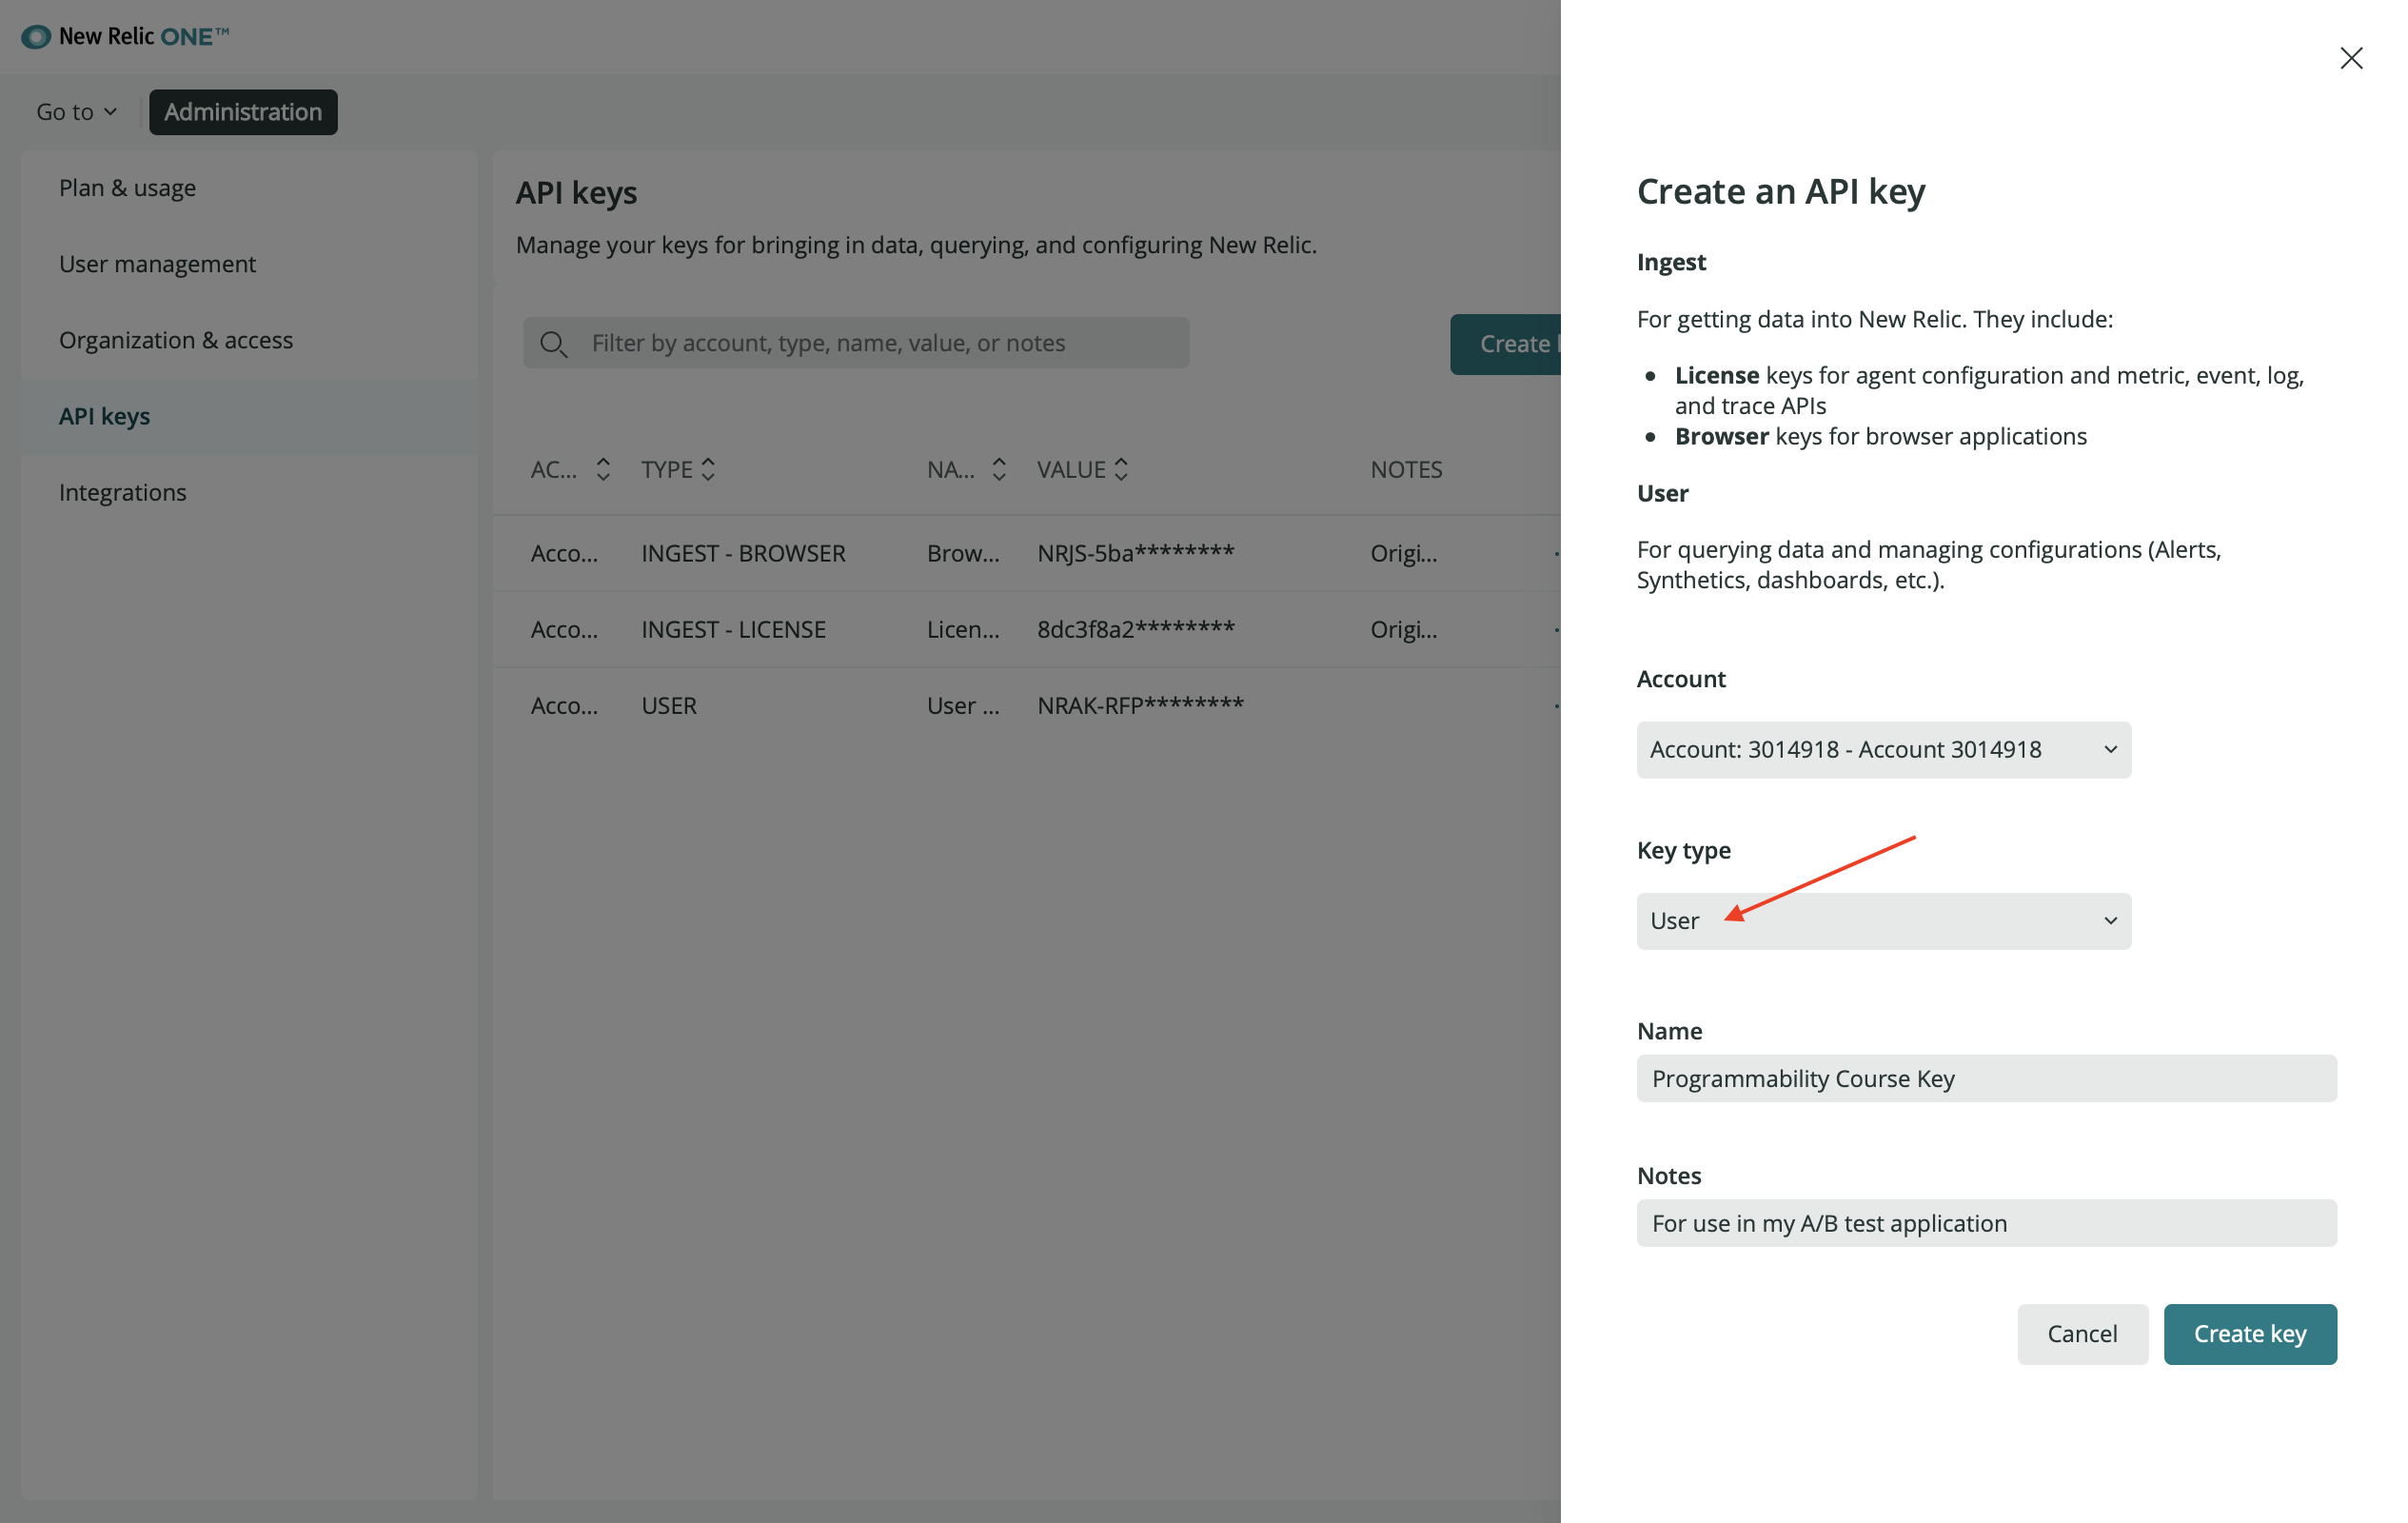 New Relic ONE™
Go to
Administration
Plan & usage
User management
Organization & access
API keys
Integrations
API keys
Manage your keys for bringing in data, querying, and configuring New Relic.
Filter by account, type, name, value, or notes
Create
AC... TYPE NA... VALUE NOTES
Acco... INGEST - BROWSER Brow... NRJS-5ba******** Origi...
Acco... INGEST - LICENSE Licen... 8dc3f8a2******** Origi...
Acco... USER User ... NRAK-RFP********
Create an API key
Ingest
For getting data into New Relic. They include:
• License keys for agent configuration and metric, event, log,
and trace APIs
• Browser keys for browser applications
User
For querying data and managing configurations (Alerts,
Synthetics, dashboards, etc.).
Account
Account: 3014918 - Account 3014918
Key type
User
Name
Programmability Course Key
Notes
For use in my A/B test application
Cancel
Create key